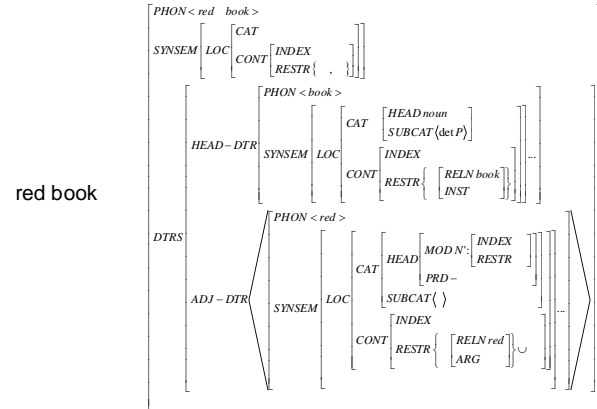 PHON < red book >
CAT
SYNSEM LOC
INDEX
CONT
RESTR { , }
PHON < book >
HEAD noun
CAT
SUBCAT ⟨det P⟩
HEAD – DTR
SYNSEM LOC
INDEX
CONT
RELN book
RESTR { }
INST
...
red book
DTRS
PHON < red >
INDEX
MOD N':
RESTR
HEAD
CAT
PRD –
SUBCAT ⟨ ⟩
ADJ – DTR
SYNSEM LOC
INDEX
CONT
RELN red
RESTR { } ∪
ARG
...